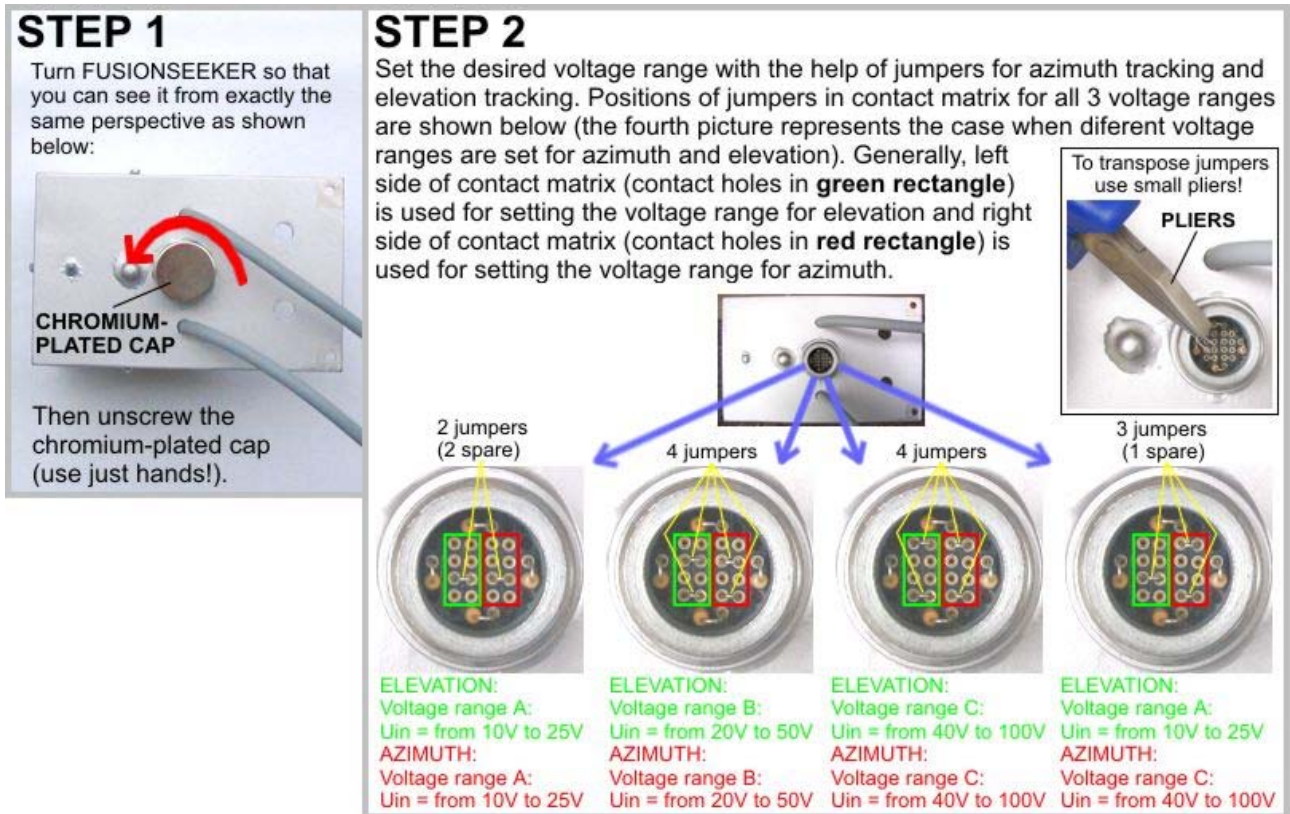 STEP 1
Turn FUSIONSEEKER so that
you can see it from exactly the
same perspective as shown
below:
CHROMIUM-
PLATED CAP
Then unscrew the
chromium-plated cap
(use just hands!).
STEP 2
Set the desired voltage range with the help of jumpers for azimuth tracking and
elevation tracking. Positions of jumpers in contact matrix for all 3 voltage ranges
are shown below (the fourth picture represents the case when diferent voltage
ranges are set for azimuth and elevation). Generally, left
side of contact matrix (contact holes in green rectangle)
is used for setting the voltage range for elevation and right
side of contact matrix (contact holes in red rectangle) is
used for setting the voltage range for azimuth.
To transpose jumpers
use small pliers!
PLIERS
2 jumpers
(2 spare)
4 jumpers
4 jumpers
3 jumpers
(1 spare)
ELEVATION:
Voltage range A:
Uin = from 10V to 25V
AZIMUTH:
Voltage range A:
Uin = from 10V to 25V
ELEVATION:
Voltage range B:
Uin = from 20V to 50V
AZIMUTH:
Voltage range B:
Uin = from 20V to 50V
ELEVATION:
Voltage range C:
Uin = from 40V to 100V
AZIMUTH:
Voltage range C:
Uin = from 40V to 100V
ELEVATION:
Voltage range A:
Uin = from 10V to 25V
AZIMUTH:
Voltage range C:
Uin = from 40V to 100V